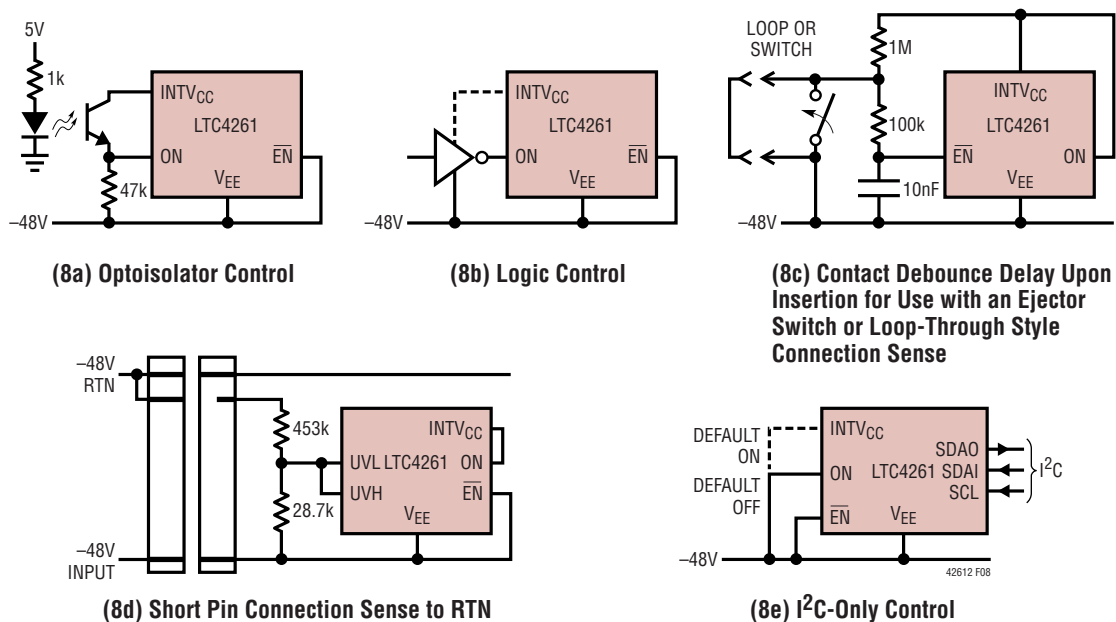 5V
1k
INTVCC
LTC4261
ON
EN
47k
VEE
–48V
(8a) Optoisolator Control
INTVCC
LTC4261
ON
EN
VEE
–48V
(8b) Logic Control
LOOP OR
SWITCH
1M
INTVCC
LTC4261
100k
EN
ON
VEE
10nF
–48V
(8c) Contact Debounce Delay Upon
Insertion for Use with an Ejector
Switch or Loop-Through Style
Connection Sense
–48V
RTN
453k
INTVCC
UVL LTC4261 ON
UVH
EN
28.7k
VEE
–48V
INPUT
(8d) Short Pin Connection Sense to RTN
DEFAULT
ON
INTVCC
SDAO
ON LTC4261 SDAI
I2C
DEFAULT
OFF
SCL
EN
VEE
–48V
42612 F08
(8e) I2C-Only Control